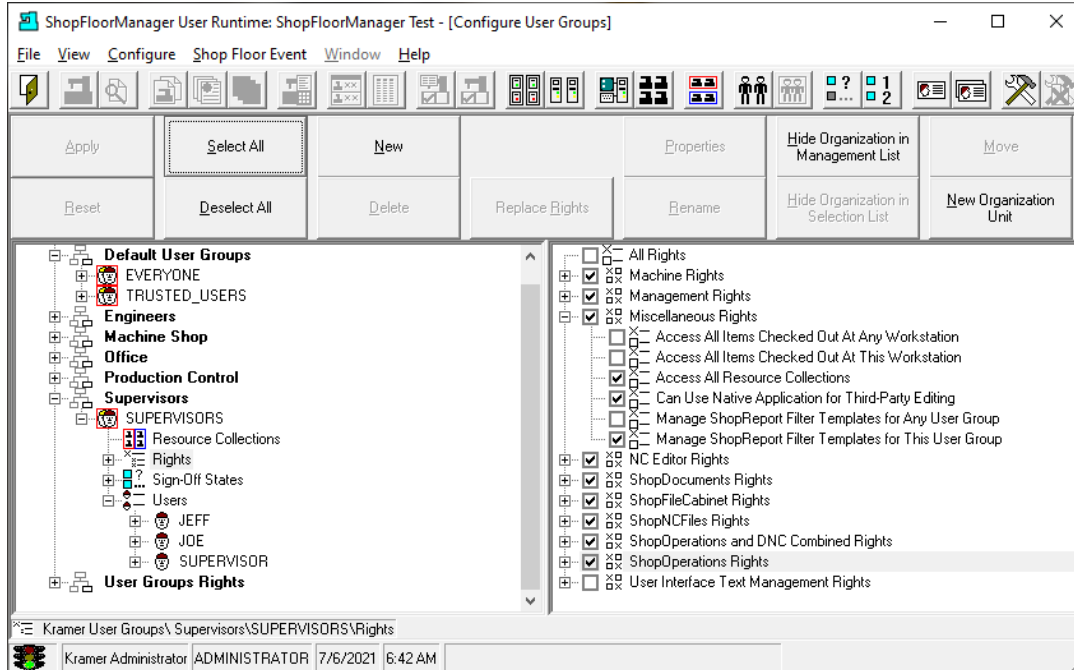 ShopFloorManager User Runtime: ShopFloorManager Test - [Configure User Groups]
File View Configure Shop Floor Event Window Help
Apply
Select All
New
Properties
Hide Organization in
Management List
Move
Reset
Deselect All
Delete
Replace Rights
Rename
Hide Organization in
Selection List
New Organization
Unit
Default User Groups
EVERYONE
TRUSTED_USERS
Engineers
Machine Shop
Office
Production Control
Supervisors
SUPERVISORS
Resource Collections
Rights
Sign-Off States
Users
JEFF
JOE
SUPERVISOR
User Groups Rights
All Rights
Machine Rights
Management Rights
Miscellaneous Rights
Access All Items Checked Out At Any Workstation
Access All Items Checked Out At This Workstation
Access All Resource Collections
Can Use Native Application for Third-Party Editing
Manage ShopReport Filter Templates for Any User Group
Manage ShopReport Filter Templates for This User Group
NC Editor Rights
ShopDocuments Rights
ShopFileCabinet Rights
ShopNCFiles Rights
ShopOperations and DNC Combined Rights
ShopOperations Rights
User Interface Text Management Rights
Kramer User Groups\ Supervisors\SUPERVISORS\Rights
Kramer Administrator ADMINISTRATOR 7/6/2021 6:42 AM